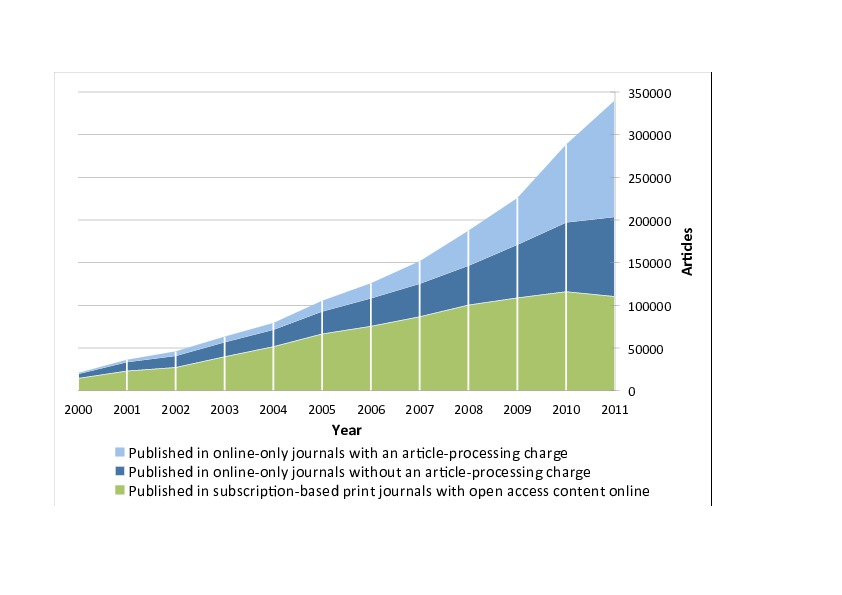 350000
300000
250000
200000
150000
100000
50000
0
Articles
2000 2001 2002 2003 2004 2005 2006 2007 2008 2009 2010 2011
Year
Published in online-only journals with an article-processing charge
Published in online-only journals without an article-processing charge
Published in subscription-based print journals with open access content online